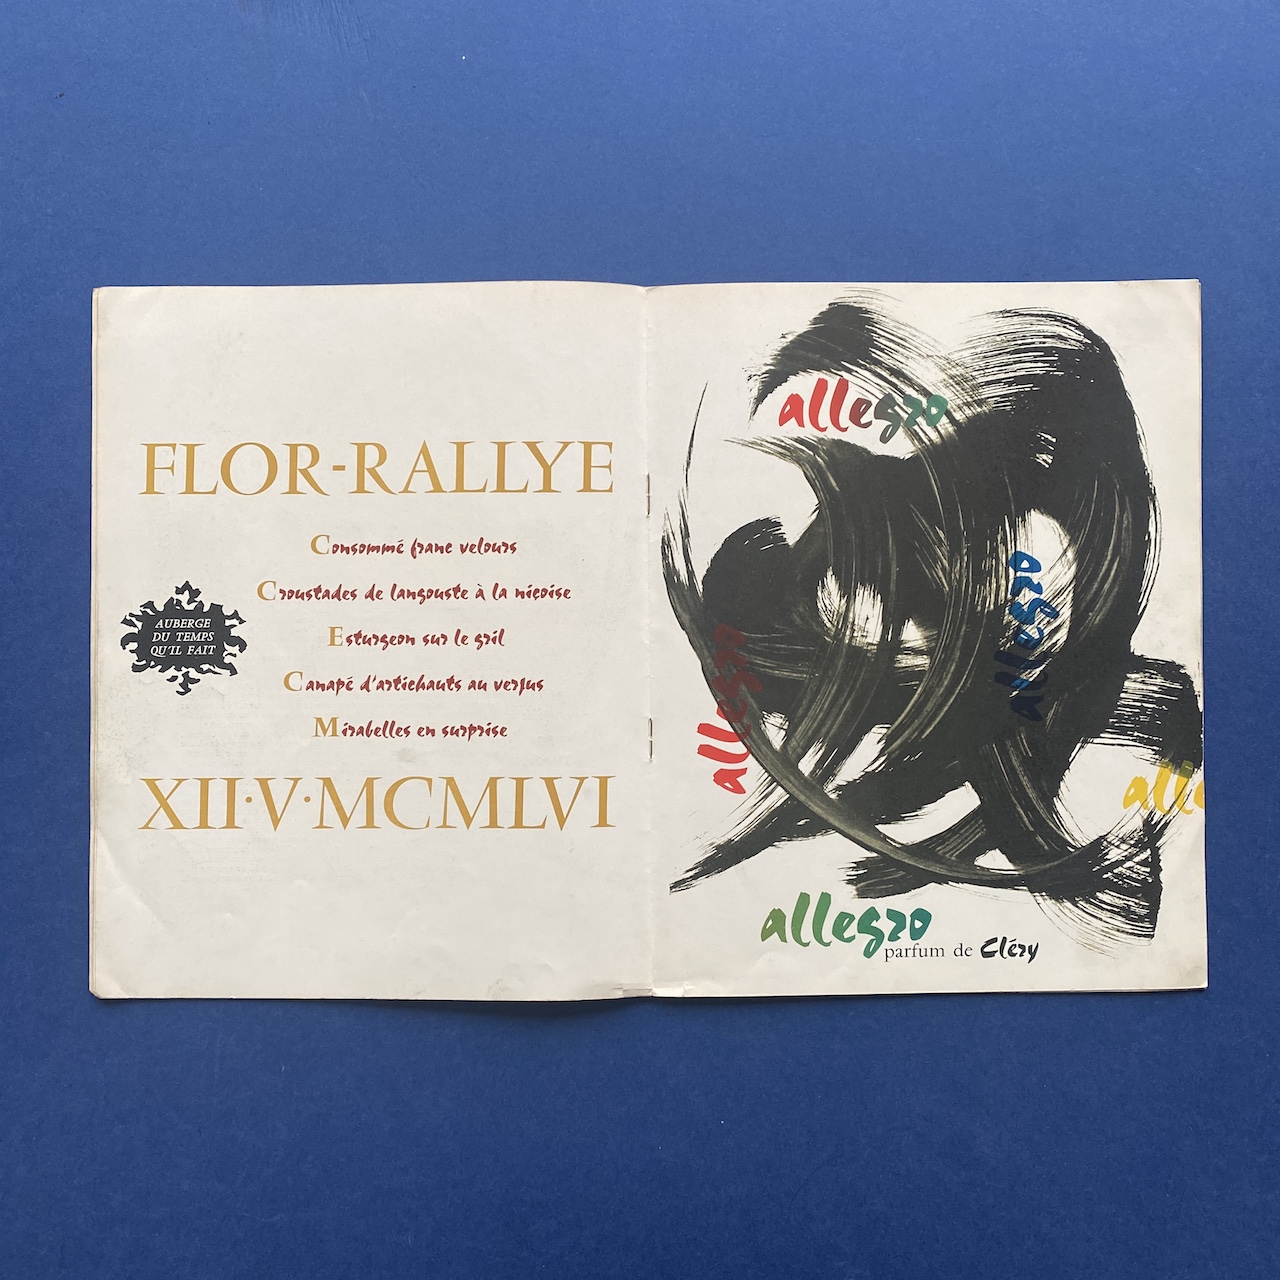 FLOR-RALLYE
Consommé franc velours
Croustades de langouste à la niçoise
Esturgeon sur le gril
Canapé d'artichauts au verjus
Mirabelles en surprise
XII·V·MCMLVI
AUBERGE
DU TEMPS
QU'IL FAIT
allegro
allegro
allegro
alle
allegro
parfum de Cléry